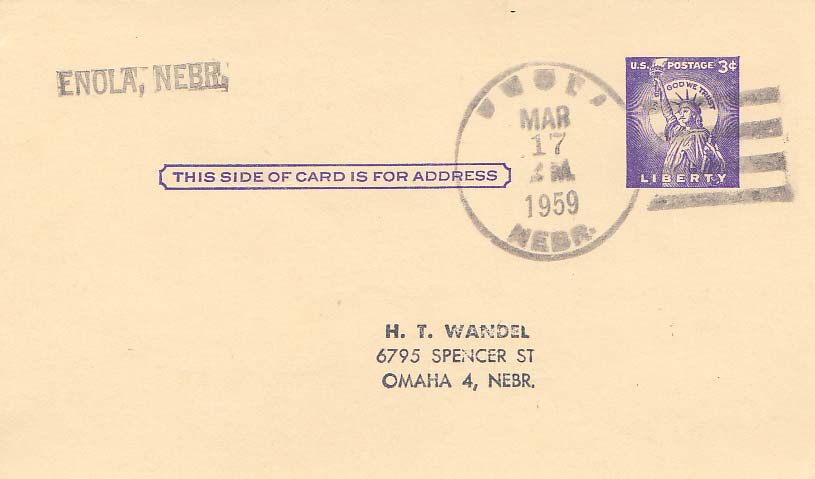 ENOLA, NEBR.
U.S. POSTAGE 3¢
IN GOD WE TRUST
LIBERTY
MAR
17
M
1959
NEBR.
THIS SIDE OF CARD IS FOR ADDRESS
H. T. WANDEL
6795 SPENCER ST
OMAHA 4, NEBR.